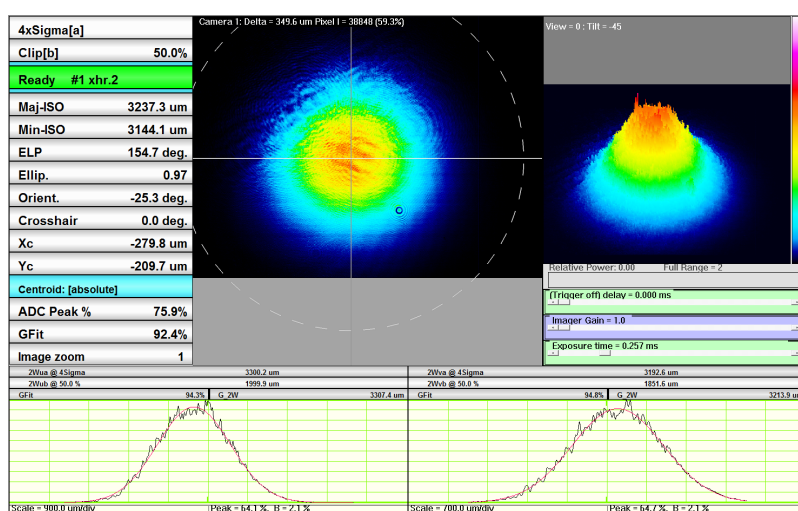 4xSigma[a]
Clip[b] 50.0%
Ready #1 xhr.2
Maj-ISO 3237.3 um
Min-ISO 3144.1 um
ELP 154.7 deg.
Ellip. 0.97
Orient. -25.3 deg.
Crosshair 0.0 deg.
Xc -279.8 um
Yc -209.7 um
Centroid: [absolute]
ADC Peak % 75.9%
GFit 92.4%
Image zoom 1
Camera 1: Delta = 349.6 um Pixel I = 38848 (59.3%)
View = 0 : Tilt = -45
Relative Power: 0.00 Full Range = 2
(Trigger off) delay = 0.000 ms
Imager Gain = 1.0
Exposure time = 0.257 ms
2Wua @ 4Sigma 3300.2 um
2Wub @ 50.0 % 1999.9 um
GFit 94.3% G_2W 3307.4 um
2Wva @ 4Sigma 3192.6 um
2Wvb @ 50.0 % 1851.6 um
GFit 94.8% G_2W 3213.9 um
Scale = 900.0 um/div Peak = 64.1 %, B = 2.1 %
Scale = 700.0 um/div Peak = 64.7 %, B = 2.1 %